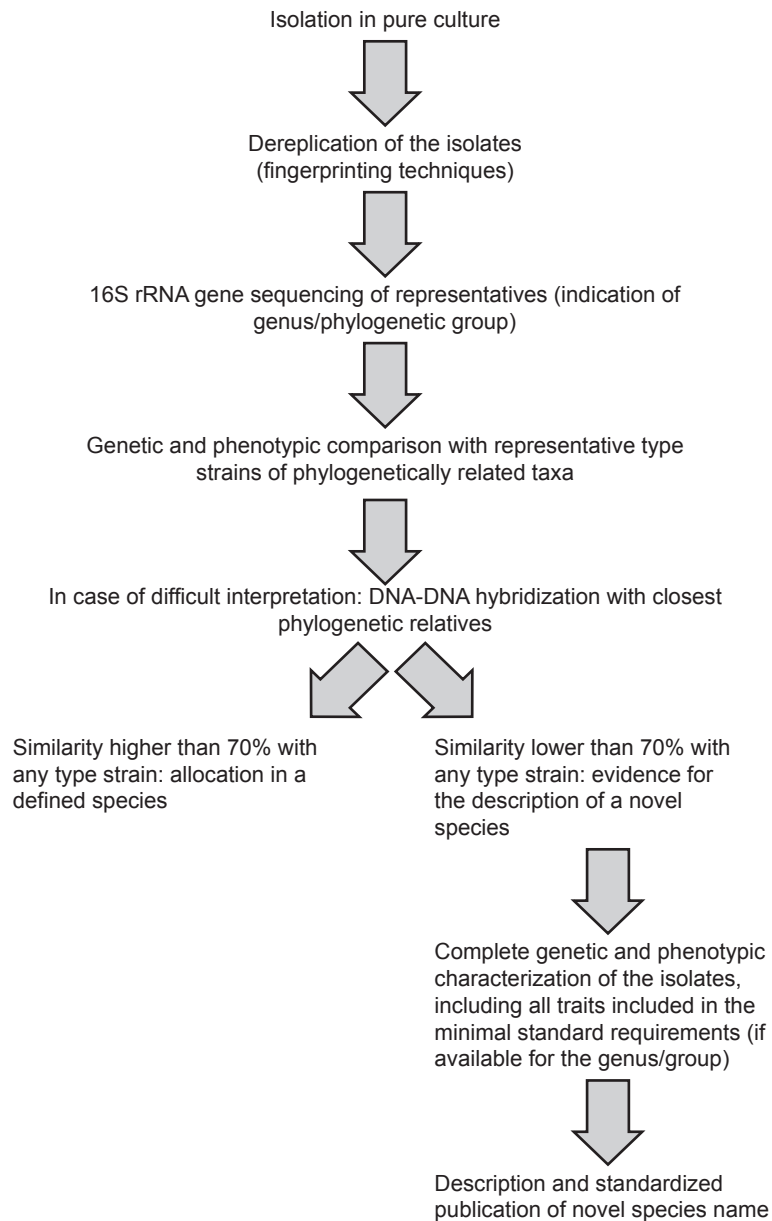 Isolation in pure culture
Dereplication of the isolates
(fingerprinting techniques)
16S rRNA gene sequencing of representatives (indication of
genus/phylogenetic group)
Genetic and phenotypic comparison with representative type
strains of phylogenetically related taxa
In case of difficult interpretation: DNA-DNA hybridization with closest
phylogenetic relatives
Similarity higher than 70% with
any type strain: allocation in a
defined species
Similarity lower than 70% with
any type strain: evidence for
the description of a novel
species
Complete genetic and phenotypic
characterization of the isolates,
including all traits included in the
minimal standard requirements (if
available for the genus/group)
Description and standardized
publication of novel species name